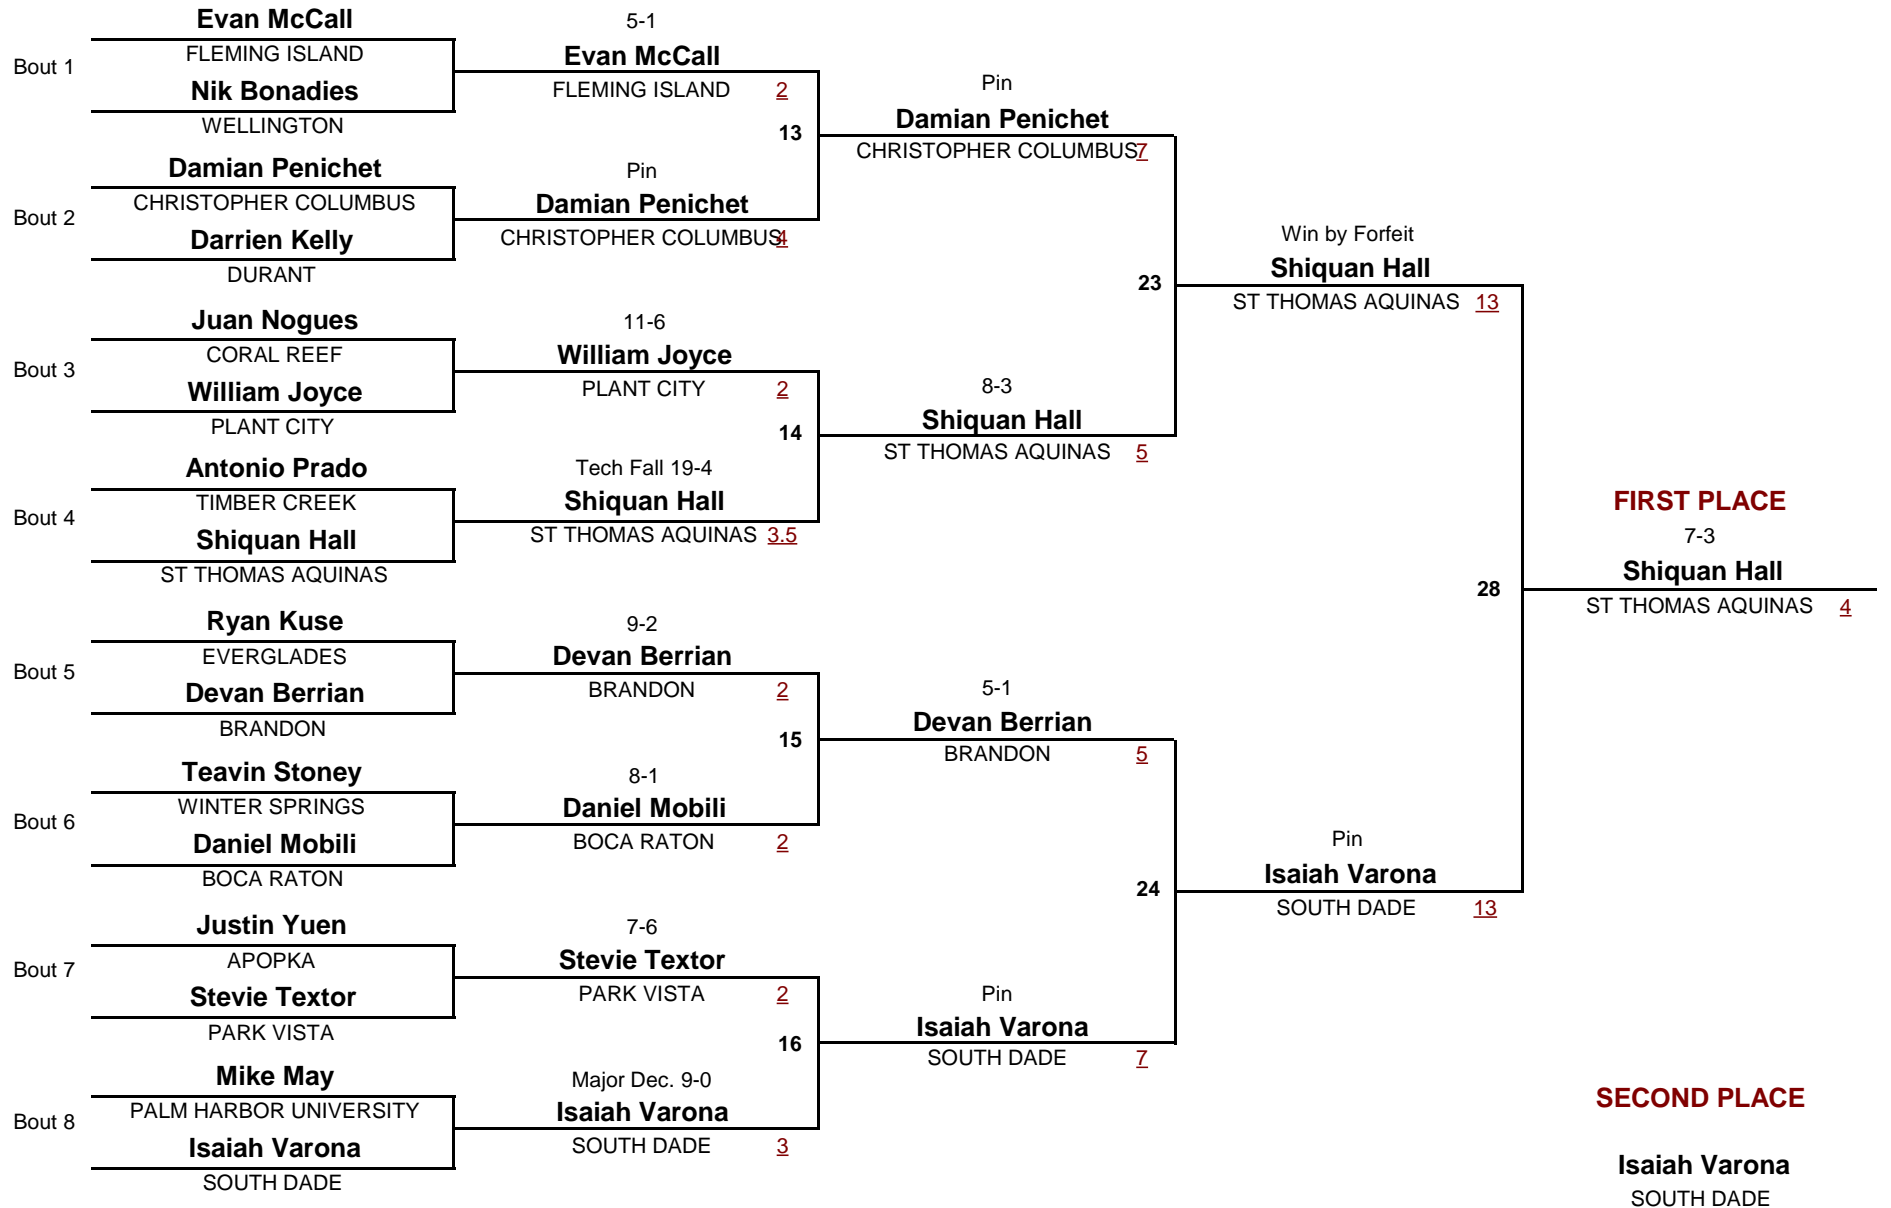 Evan McCall
Bout 1
FLEMING ISLAND
Nik Bonadies
WELLINGTON
Damian Penichet
Bout 2
CHRISTOPHER COLUMBUS
Darrien Kelly
DURANT
Juan Nogues
Bout 3
CORAL REEF
William Joyce
PLANT CITY
Antonio Prado
Bout 4
TIMBER CREEK
Shiquan Hall
ST THOMAS AQUINAS
Ryan Kuse
Bout 5
EVERGLADES
Devan Berrian
BRANDON
Teavin Stoney
Bout 6
WINTER SPRINGS
Daniel Mobili
BOCA RATON
Justin Yuen
Bout 7
APOPKA
Stevie Textor
PARK VISTA
Mike May
Bout 8
PALM HARBOR UNIVERSITY
Isaiah Varona
SOUTH DADE
5-1
Evan McCall
FLEMING ISLAND 2
13
Pin
Damian Penichet
CHRISTOPHER COLUMBUS 4
11-6
William Joyce
PLANT CITY 2
14
Tech Fall 19-4
Shiquan Hall
ST THOMAS AQUINAS 3.5
9-2
Devan Berrian
BRANDON 2
15
8-1
Daniel Mobili
BOCA RATON 2
7-6
Stevie Textor
PARK VISTA 2
16
Major Dec. 9-0
Isaiah Varona
SOUTH DADE 3
Pin
Damian Penichet
CHRISTOPHER COLUMBUS 7
23
8-3
Shiquan Hall
ST THOMAS AQUINAS 5
5-1
Devan Berrian
BRANDON 5
24
Pin
Isaiah Varona
SOUTH DADE 7
Win by Forfeit
Shiquan Hall
ST THOMAS AQUINAS 13
28
Pin
Isaiah Varona
SOUTH DADE 13
FIRST PLACE
7-3
Shiquan Hall
ST THOMAS AQUINAS 4
SECOND PLACE
Isaiah Varona
SOUTH DADE